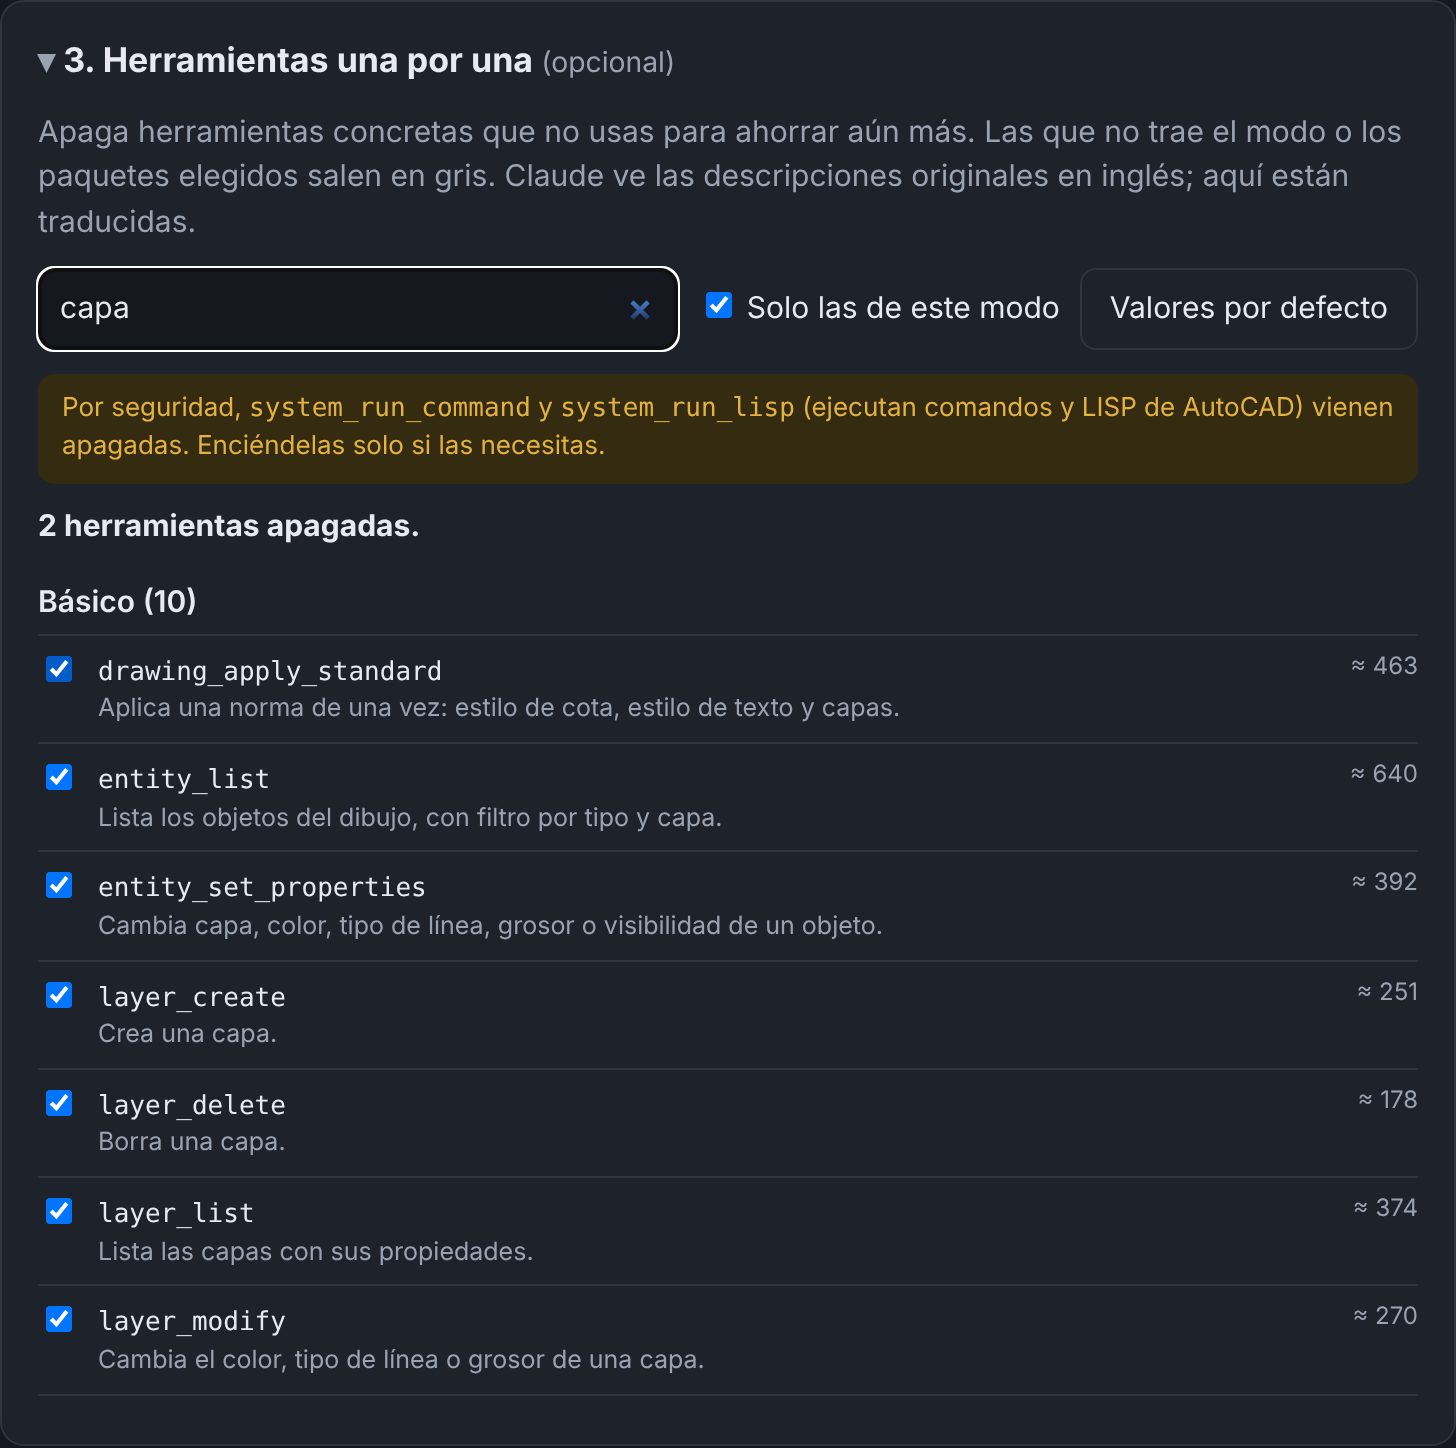 ▼ 3. Herramientas una por una (opcional)
Apaga herramientas concretas que no usas para ahorrar aún más. Las que no trae el modo o los
paquetes elegidos salen en gris. Claude ve las descripciones originales en inglés; aquí están
traducidas.
capa × Solo las de este modo Valores por defecto
Por seguridad, system_run_command y system_run_lisp (ejecutan comandos y LISP de AutoCAD) vienen
apagadas. Enciéndelas solo si las necesitas.
2 herramientas apagadas.
Básico (10)
drawing_apply_standard ≈ 463
Aplica una norma de una vez: estilo de cota, estilo de texto y capas.
entity_list ≈ 640
Lista los objetos del dibujo, con filtro por tipo y capa.
entity_set_properties ≈ 392
Cambia capa, color, tipo de línea, grosor o visibilidad de un objeto.
layer_create ≈ 251
Crea una capa.
layer_delete ≈ 178
Borra una capa.
layer_list ≈ 374
Lista las capas con sus propiedades.
layer_modify ≈ 270
Cambia el color, tipo de línea o grosor de una capa.